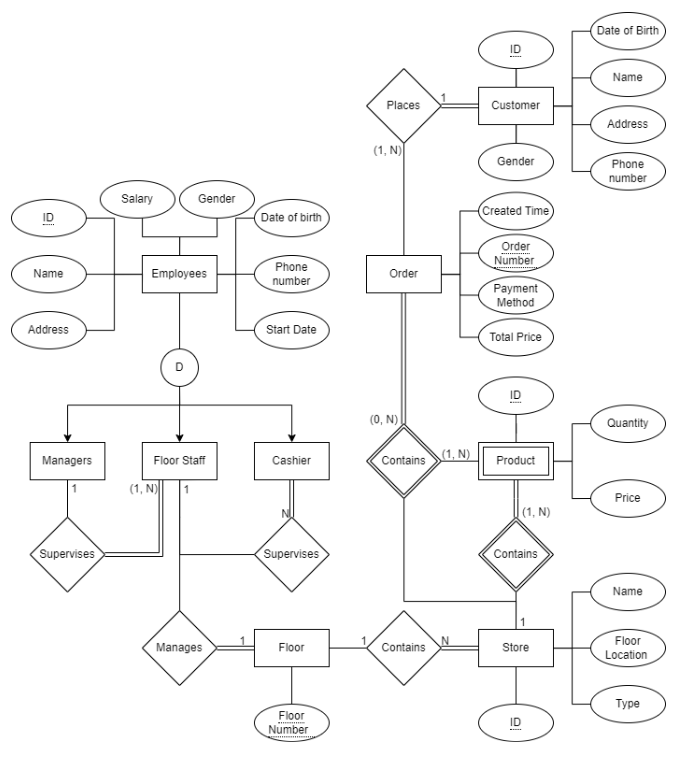 Date of Birth
ID
Name
Places
1
Customer
Address
(1, N)
Gender
Phone
number
Salary
Gender
ID
Date of birth
Created Time
Order
Number
Name
Employees
Phone
number
Order
Payment
Method
Address
Start Date
Total Price
D
ID
(0, N)
Quantity
Managers
Floor Staff
Cashier
Contains
(1, N)
Product
1
(1, N)
1
N
Price
(1, N)
Supervises
Supervises
Contains
Name
1
Manages
1
Floor
1
Contains
N
Store
Floor
Location
Type
Floor
Number
ID